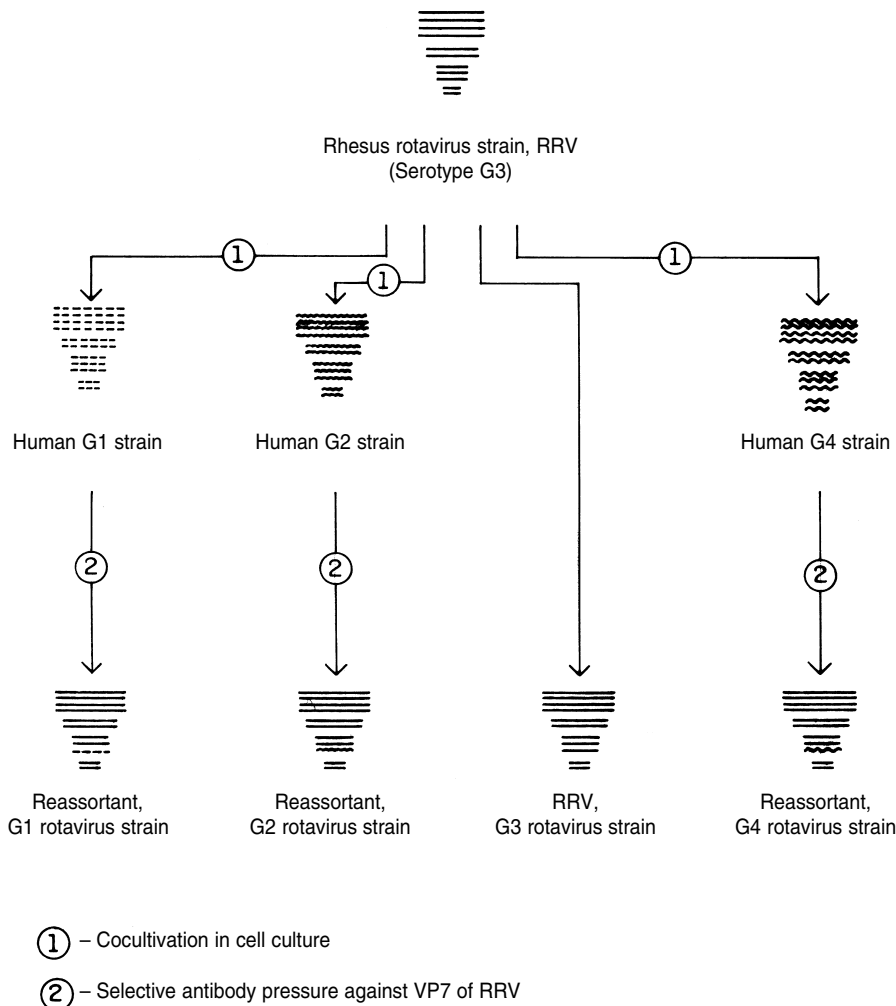 Rhesus rotavirus strain, RRV
(Serotype G3)
1
1
1
Human G1 strain
Human G2 strain
Human G4 strain
2
2
2
Reassortant,
G1 rotavirus strain
Reassortant,
G2 rotavirus strain
RRV,
G3 rotavirus strain
Reassortant,
G4 rotavirus strain
1 – Cocultivation in cell culture
2 – Selective antibody pressure against VP7 of RRV